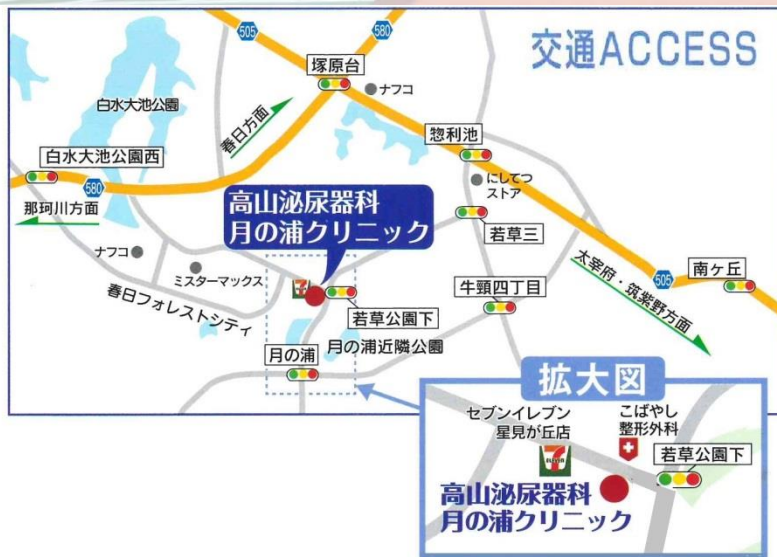 交通ACCESS
505
580
塚原台
ナフコ
白水大池公園
春日方面
惣利池
白水大池公園西
580
那珂川方面
にしてつ
ストア
高山泌尿器科
月の浦クリニック
若草三
ナフコ
ミスターマックス
春日フォレストシティ
牛頸四丁目
太宰府・筑紫野方面
505
南ヶ丘
若草公園下
月の浦
月の浦近隣公園
拡大図
セブンイレブン
星見が丘店
こばやし
整形外科
7
ELEVEN
若草公園下
高山泌尿器科
月の浦クリニック